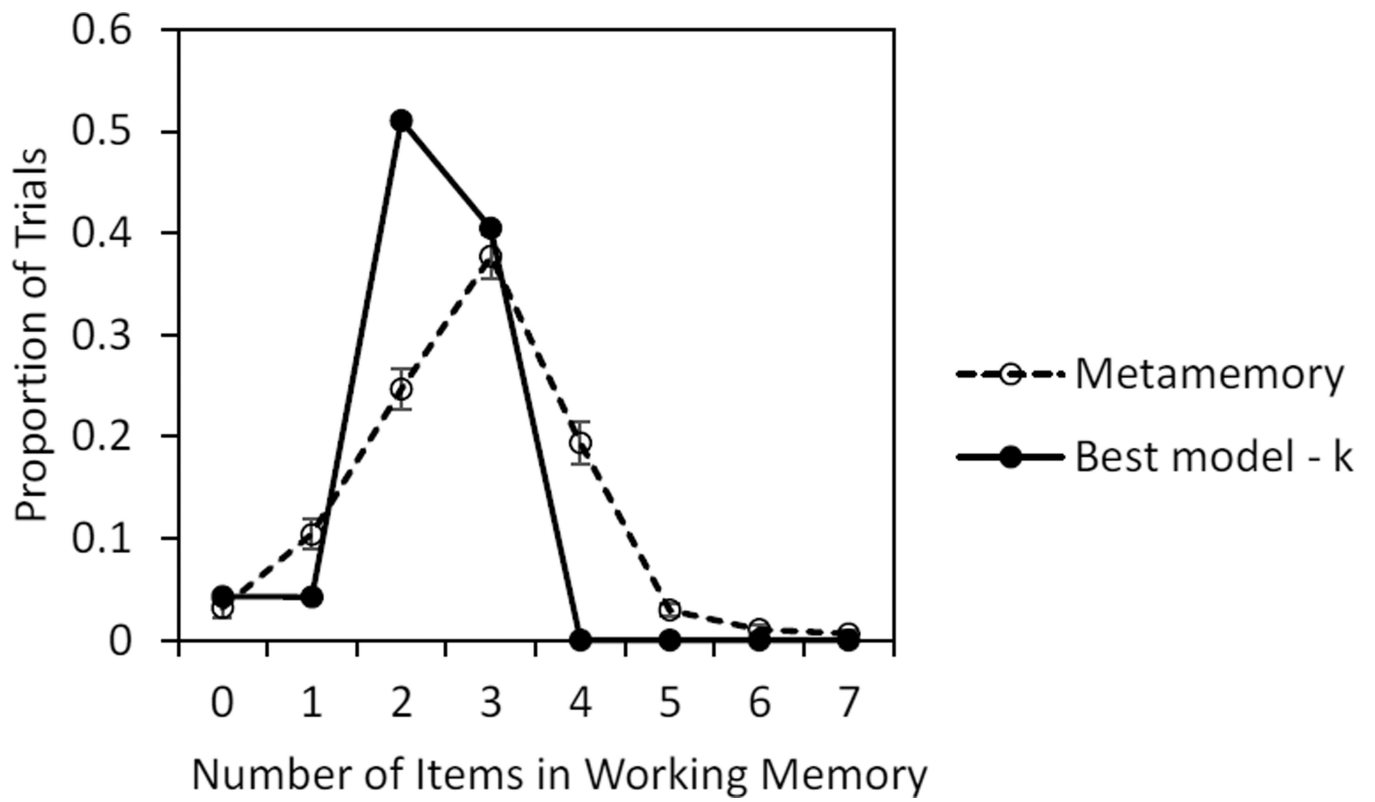 0.6
0.5
0.4
0.3
0.2
0.1
0
Proportion of Trials
0 1 2 3 4 5 6 7
Number of Items in Working Memory
Metamemory
Best model - k